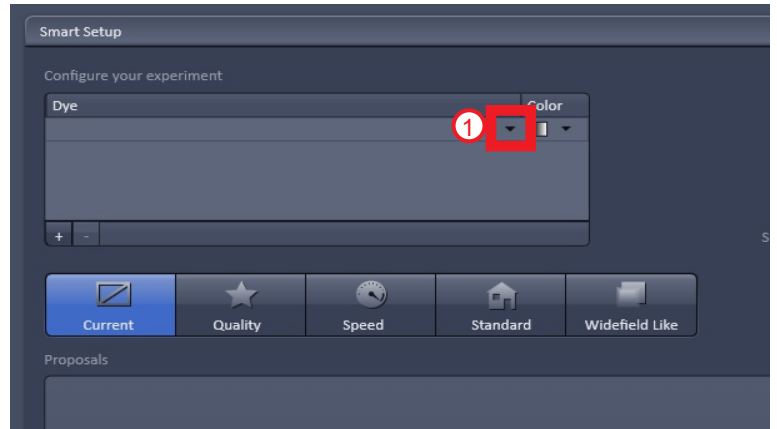 Smart Setup
Configure your experiment
Dye Color
1
+ -
S
Current Quality Speed Standard Widefield Like
Proposals